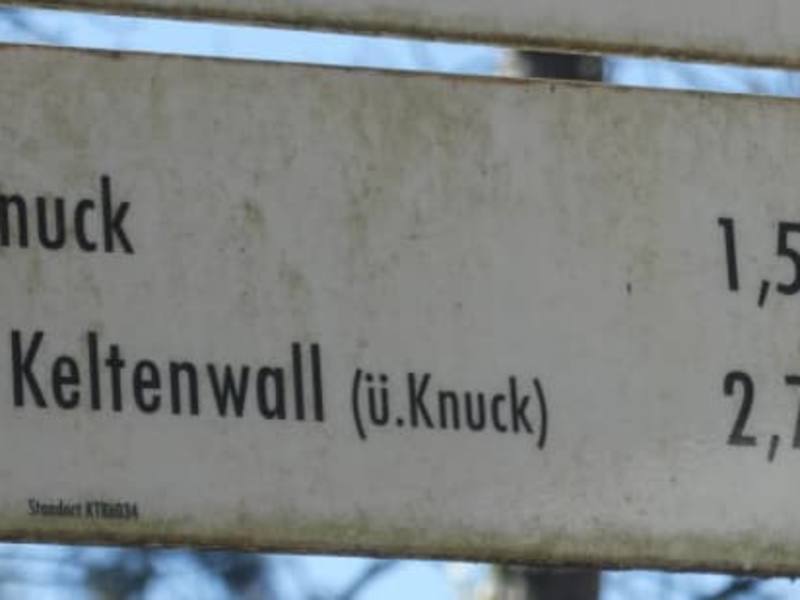 nuck 1,5
Keltenwall (ü.Knuck) 2,7
Standort KTR6034